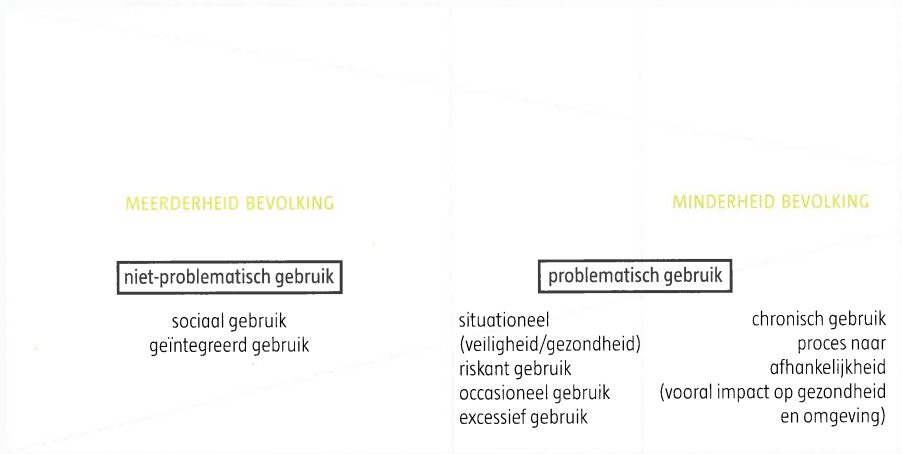 MEERDERHEID BEVOLKING
MINDERHEID BEVOLKING
niet-problematisch gebruik
problematisch gebruik
sociaal gebruik
geïntegreerd gebruik
situationeel
(veiligheid/gezondheid)
riskant gebruik
occasioneel gebruik
excessief gebruik
chronisch gebruik
proces naar
afhankelijkheid
(vooral impact op gezondheid
en omgeving)